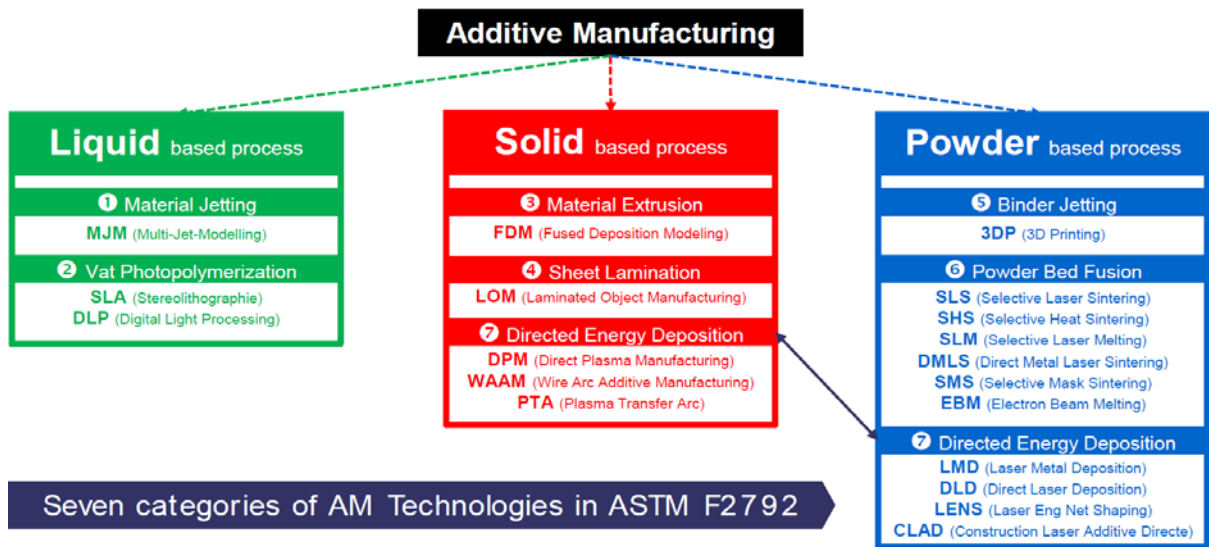 Additive Manufacturing
Liquid based process
❶ Material Jetting
MJM (Multi-Jet-Modelling)
❷ Vat Photopolymerization
SLA (Stereolithographie)
DLP (Digital Light Processing)
Solid based process
❸ Material Extrusion
FDM (Fused Deposition Modeling)
❹ Sheet Lamination
LOM (Laminated Object Manufacturing)
❼ Directed Energy Deposition
DPM (Direct Plasma Manufacturing)
WAAM (Wire Arc Additive Manufacturing)
PTA (Plasma Transfer Arc)
Powder based process
❺ Binder Jetting
3DP (3D Printing)
❻ Powder Bed Fusion
SLS (Selective Laser Sintering)
SHS (Selective Heat Sintering)
SLM (Selective Laser Melting)
DMLS (Direct Metal Laser Sintering)
SMS (Selective Mask Sintering)
EBM (Electron Beam Melting)
❼ Directed Energy Deposition
LMD (Laser Metal Deposition)
DLD (Direct Laser Deposition)
LENS (Laser Eng Net Shaping)
CLAD (Construction Laser Additive Directe)
Seven categories of AM Technologies in ASTM F2792